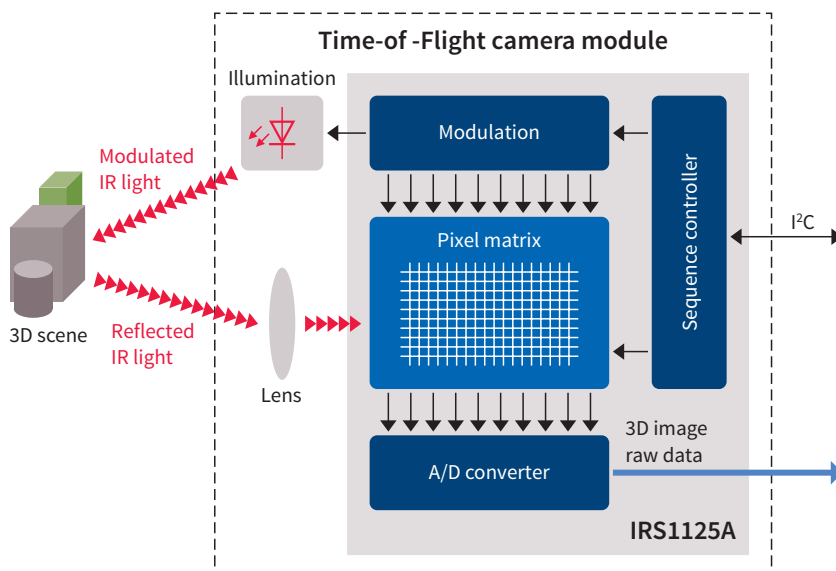 Time-of -Flight camera module
Illumination
Modulation
Modulated
IR light
Sequence controller
I²C
Pixel matrix
3D scene
Reflected
IR light
Lens
3D image
raw data
A/D converter
IRS1125A